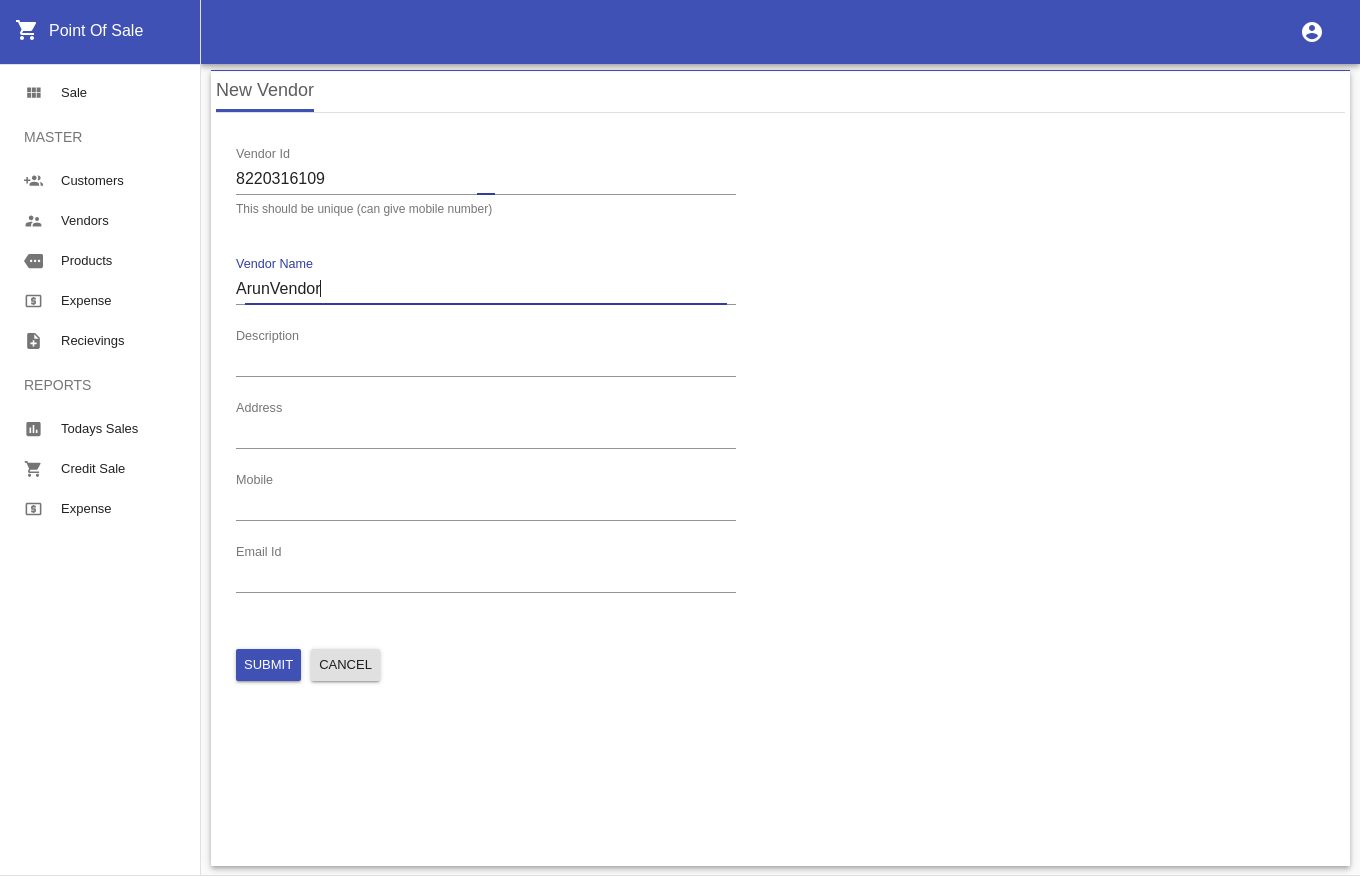 Point Of Sale
Sale
MASTER
Customers
Vendors
Products
Expense
Recievings
REPORTS
Todays Sales
Credit Sale
Expense
New Vendor
Vendor Id
8220316109
This should be unique (can give mobile number)
Vendor Name
ArunVendor
Description
Address
Mobile
Email Id
SUBMIT CANCEL